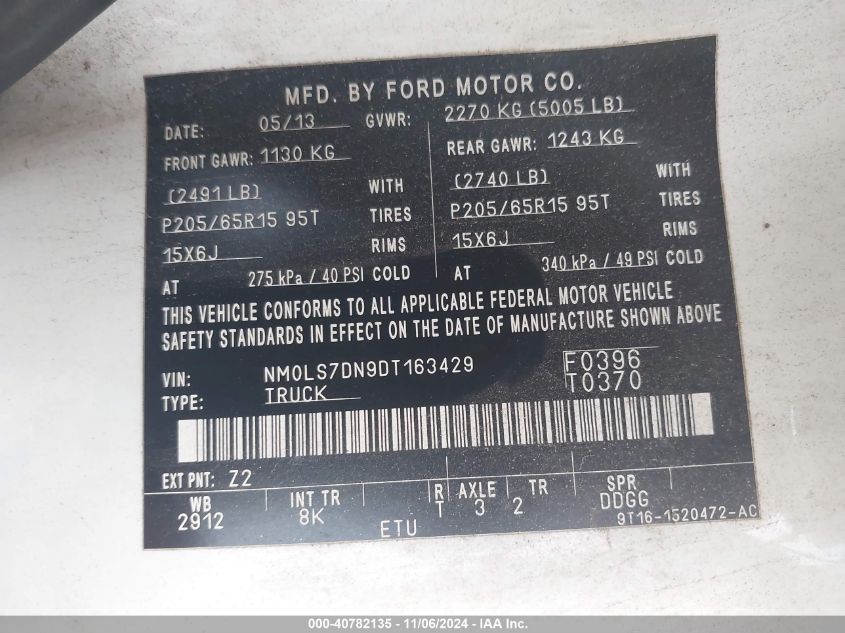 MFD. BY FORD MOTOR CO.
DATE: 05/13 GVWR: 2270 KG (5005 LB)
FRONT GAWR: 1130 KG REAR GAWR: 1243 KG
(2491 LB) WITH (2740 LB) WITH
P205/65R15 95T TIRES P205/65R15 95T TIRES
15X6J RIMS 15X6J RIMS
AT 275 kPa / 40 PSI COLD AT 340 kPa / 49 PSI COLD
THIS VEHICLE CONFORMS TO ALL APPLICABLE FEDERAL MOTOR VEHICLE
SAFETY STANDARDS IN EFFECT ON THE DATE OF MANUFACTURE SHOWN ABOVE
VIN: NM0LS7DN9DT163429 F0396
TYPE: TRUCK T0370
EXT PNT: Z2
WB INT TR R AXLE TR SPR
2912 8K T 3 2 DDGG
ETU 9T16-1520472-AC
000-40782135 - 11/06/2024 - IAA Inc.